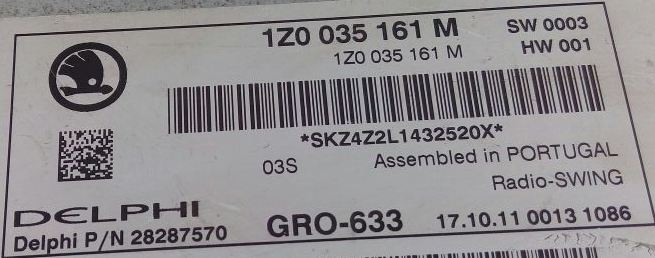 1Z0 035 161 M SW 0003
1Z0 035 161 M HW 001
*SKZ4Z2L1432520X*
03S Assembled in PORTUGAL
Radio-SWING
DELPHI
Delphi P/N 28287570 GRO-633 17.10.11 0013 1086